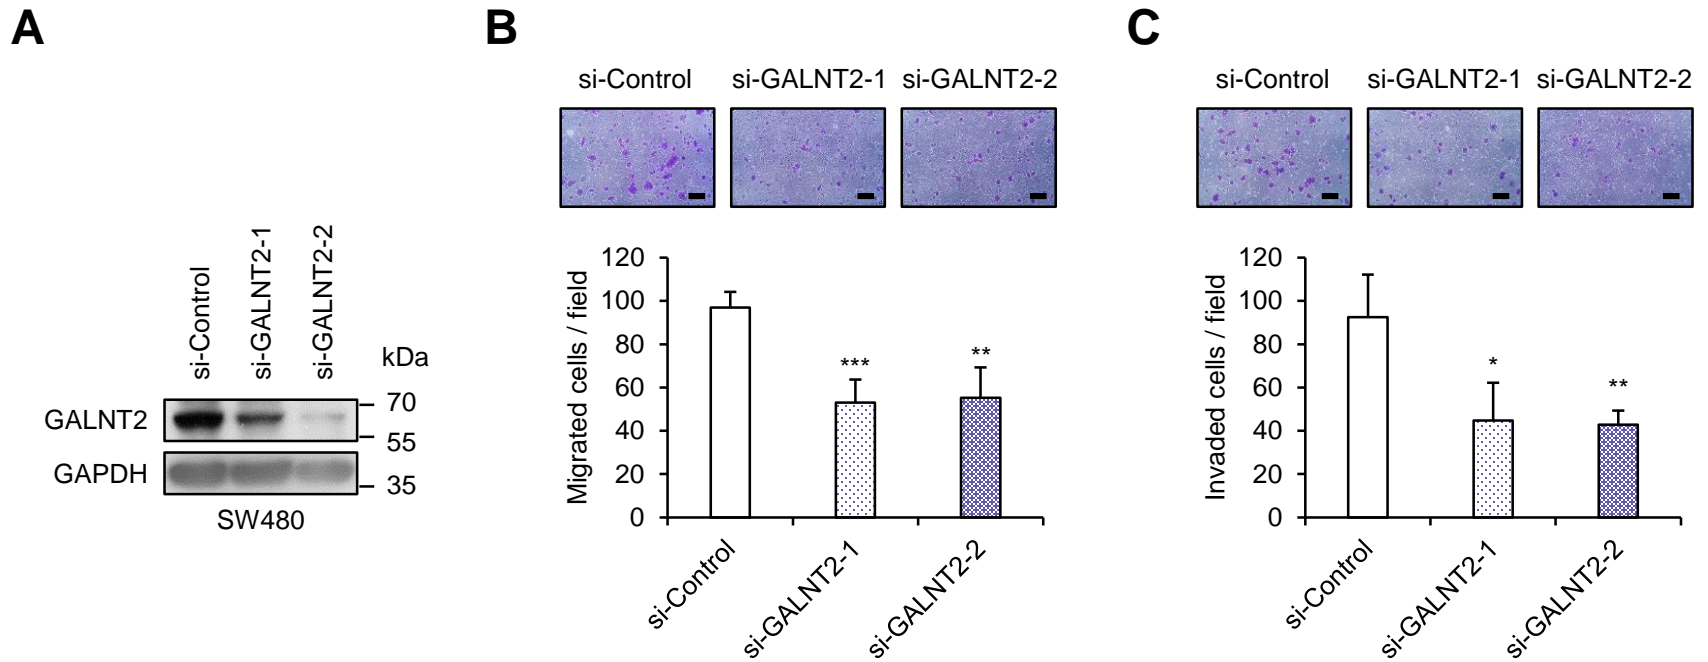 A
si-Control
si-GALNT2-1
si-GALNT2-2
kDa
GALNT2
70
55
GAPDH
35
SW480
B
si-Control
si-GALNT2-1
si-GALNT2-2
Migrated cells / field
120
100
80
60
40
20
0
***
**
si-Control
si-GALNT2-1
si-GALNT2-2
C
si-Control
si-GALNT2-1
si-GALNT2-2
Invaded cells / field
120
100
80
60
40
20
0
*
**
si-Control
si-GALNT2-1
si-GALNT2-2